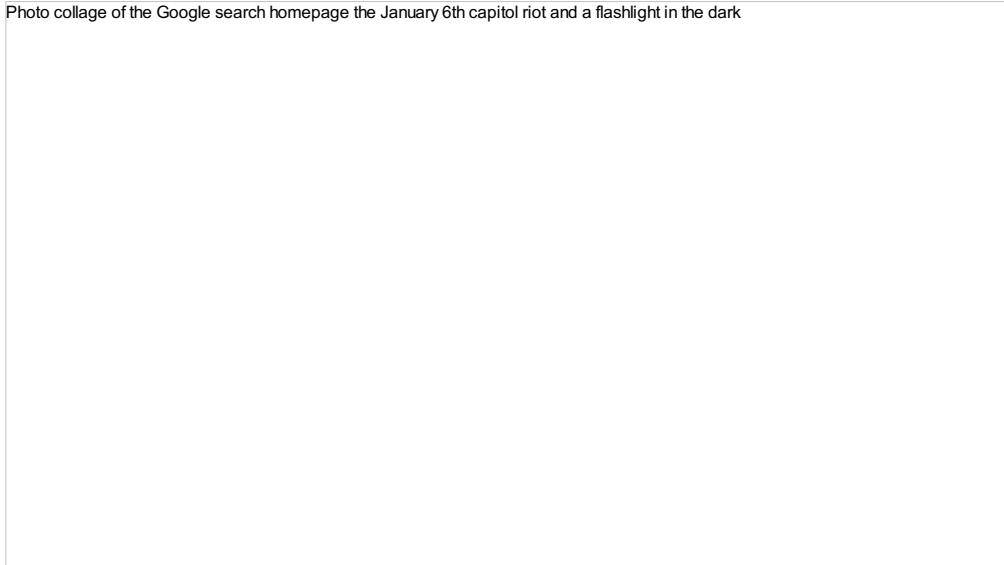 Photo collage of the Google search homepage the January 6th capitol riot and a flashlight in the dark